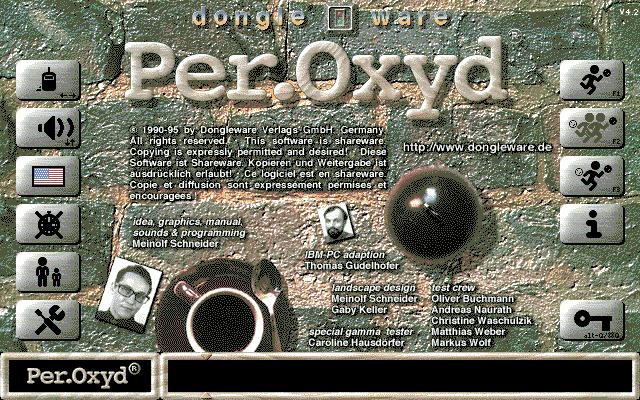 dongle ware
V4.2
Per.Oxyd®
F1
F2
F3
© 1990-95 by Dongleware Verlags GmbH, Germany.
All rights reserved! · This software is shareware.
Copying is expressly permitted and desired! · Diese
Software ist Shareware. Kopieren und Weitergabe ist
ausdrücklich erlaubt! · Ce logiciel est en shareware.
Copie et diffusion sont expressement permises et
encouragees!
http://www.dongleware.de
idea, graphics, manual,
sounds & programming
Meinolf Schneider
IBM-PC adaption
Thomas Gudelhofer
landscape design
Meinolf Schneider
Gaby Keller
test crew
Oliver Buchmann
Andreas Naurath
Christine Waschulzik
Matthias Weber
Markus Wolf
special gamma tester
Caroline Hausdörfer
Per.Oxyd®